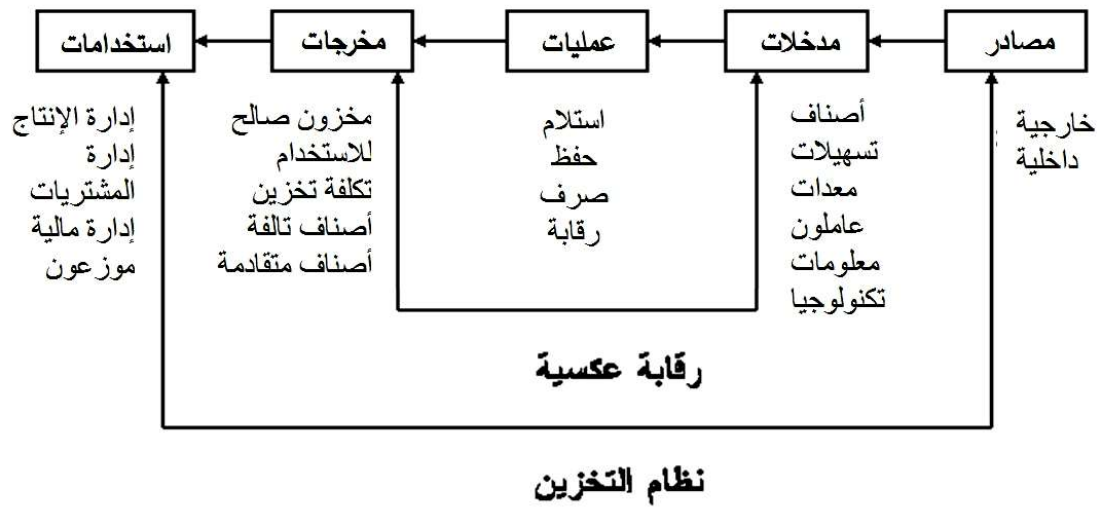 مصادر
مدخلات
عمليات
مخرجات
استخدامات
خارجية
داخلية
أصناف
تسهيلات
معدات
عاملون
معلومات
تكنولوجيا
استلام
حفظ
صرف
رقابة
مخزون صالح
للاستخدام
تكلفة تخزين
أصناف تالفة
أصناف متقادمة
إدارة الإنتاج
إدارة
المشتريات
إدارة مالية
موزعون
رقابة عكسية
نظام التخزين